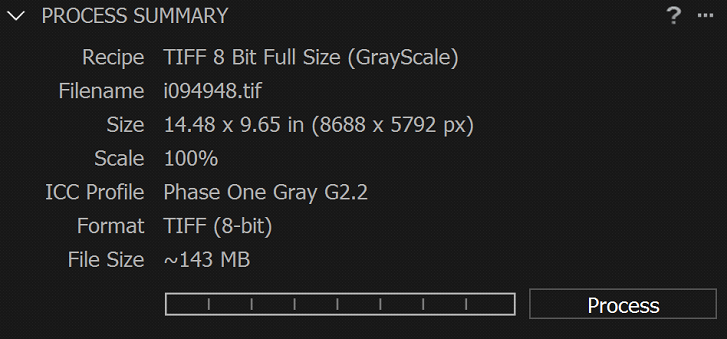 PROCESS SUMMARY ? ...
Recipe TIFF 8 Bit Full Size (GrayScale)
Filename i094948.tif
Size 14.48 x 9.65 in (8688 x 5792 px)
Scale 100%
ICC Profile Phase One Gray G2.2
Format TIFF (8-bit)
File Size ~143 MB
Process